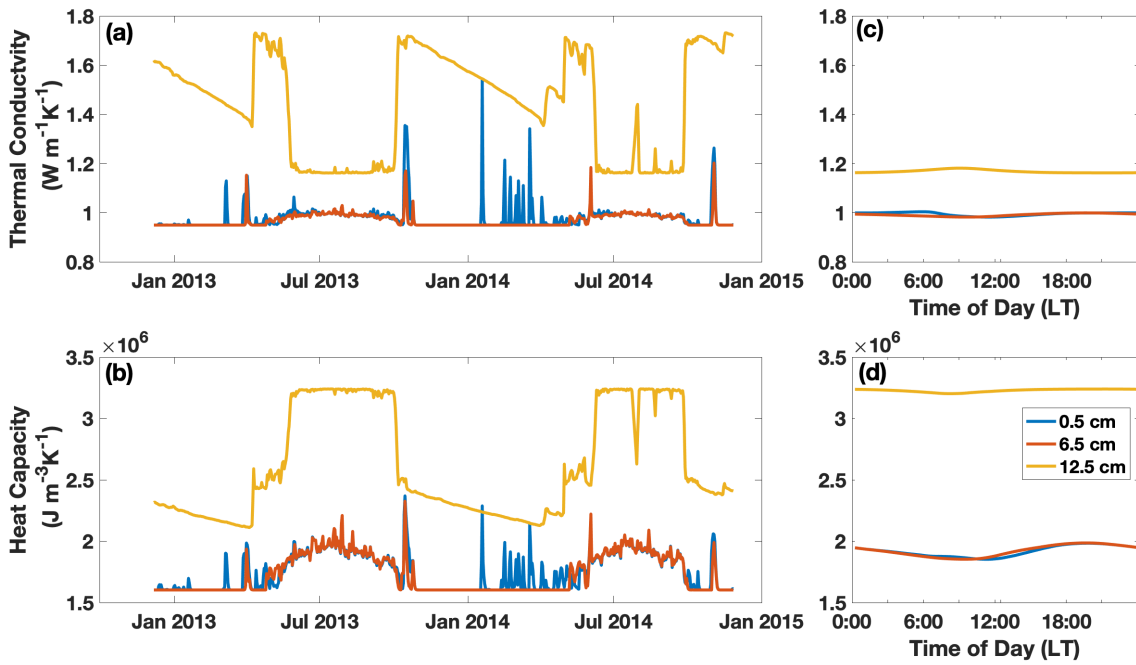 (a)
1.8
1.6
1.4
1.2
1
0.8
Thermal Conductvity
(W m⁻¹K⁻¹)
Jan 2013
Jul 2013
Jan 2014
Jul 2014
Jan 2015
(c)
1.8
1.6
1.4
1.2
1
0.8
0:00
6:00
12:00
18:00
Time of Day (LT)
×10⁶
(b)
3.5
3
2.5
2
1.5
Heat Capacity
(J m⁻³K⁻¹)
Jan 2013
Jul 2013
Jan 2014
Jul 2014
Jan 2015
×10⁶
(d)
3.5
3
2.5
2
1.5
0.5 cm
6.5 cm
12.5 cm
0:00
6:00
12:00
18:00
Time of Day (LT)